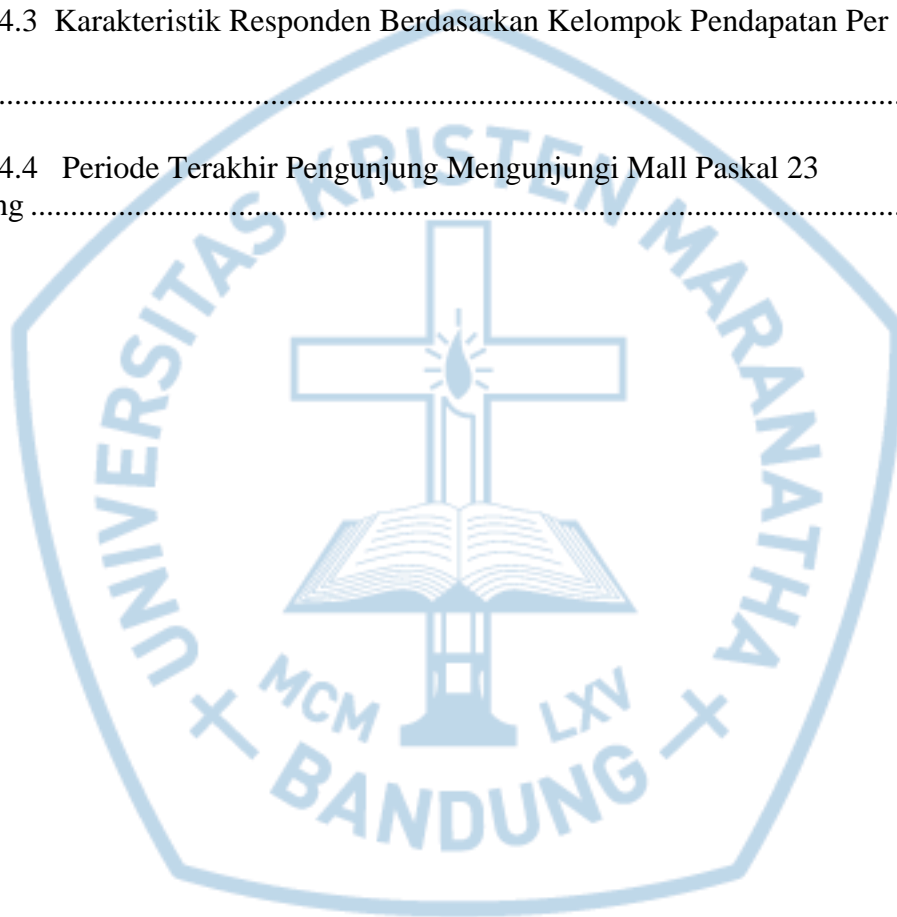 4.3 Karakteristik Responden Berdasarkan Kelompok Pendapatan Per
....................................................................................................................
4.4 Periode Terakhir Pengunjung Mengunjungi Mall Paskal 23
ng ................................................................................................................
UNIVERSITAS KRISTEN MARANATHA
MCM LXV
BANDUNG